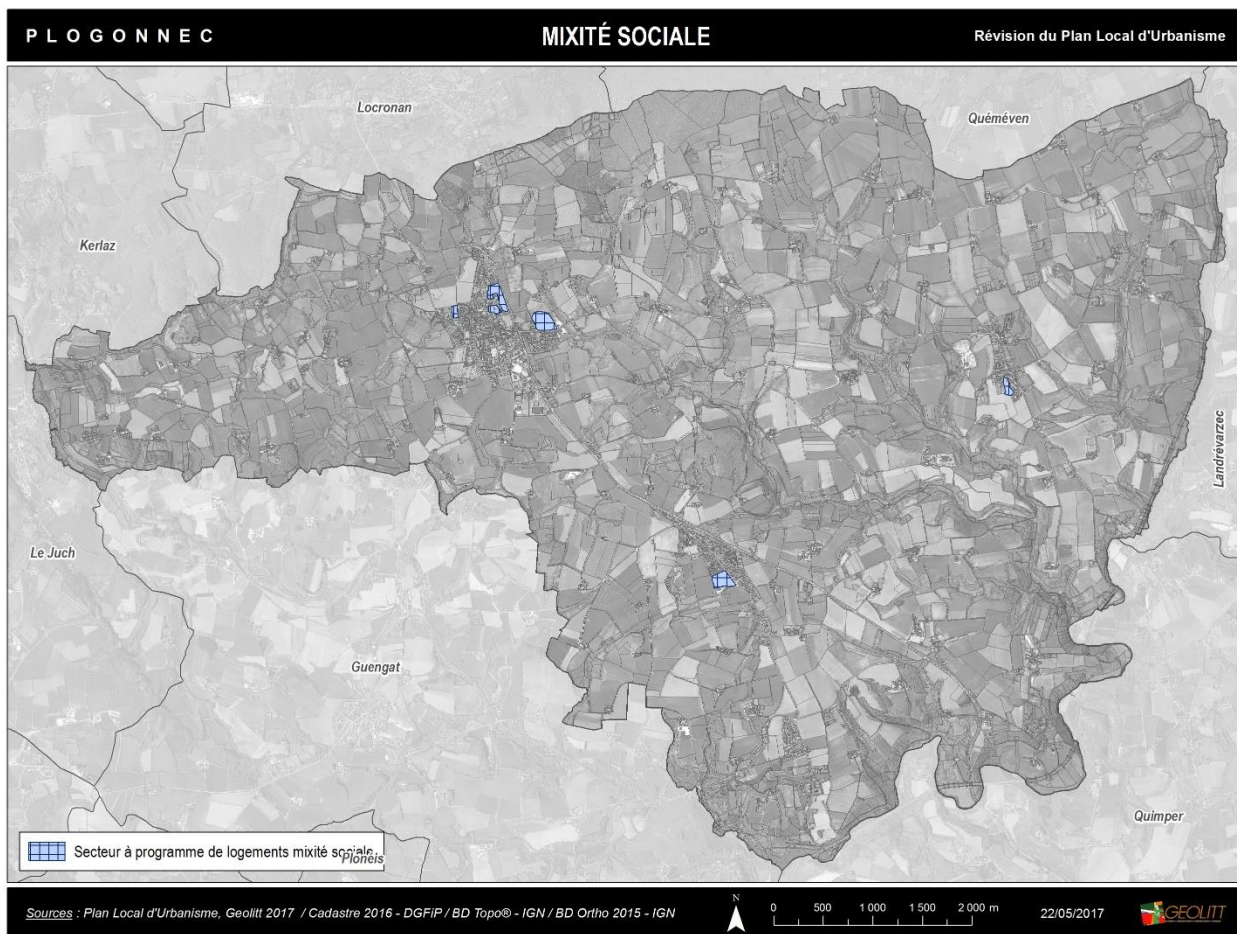 PLOGONNEC
MIXITÉ SOCIALE
Révision du Plan Local d'Urbanisme
Locronan
Quéméven
Kerlaz
Landrévarzec
Le Juch
Guengat
Quimper
Secteur à programme de logements mixité sociale
Plonéis
Sources : Plan Local d'Urbanisme, Geolitt 2017 / Cadastre 2016 - DGFiP / BD Topo® - IGN / BD Ortho 2015 - IGN
N
0 500 1 000 1 500 2 000 m
22/05/2017
GEOLITT